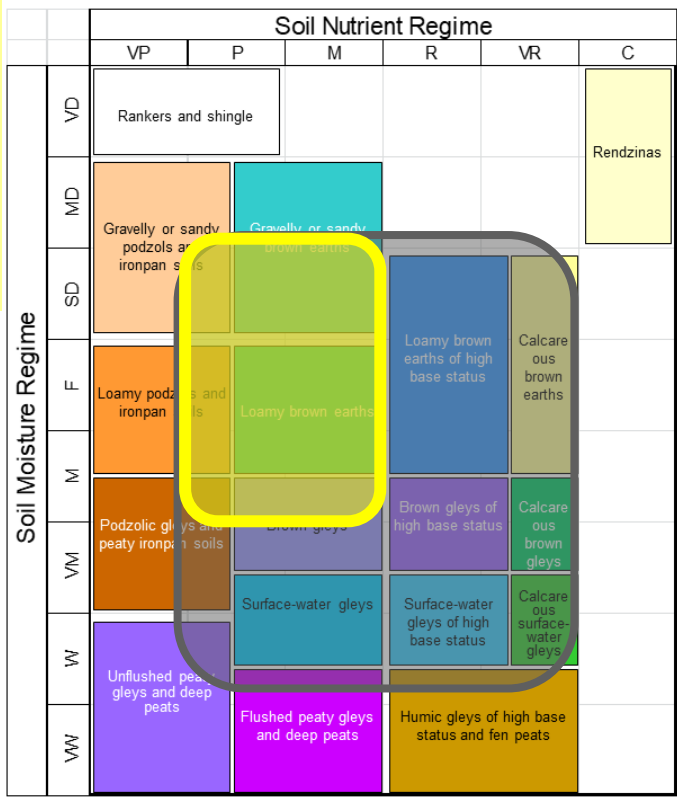 Soil Nutrient Regime
VP P M R VR C
Soil Moisture Regime
VD
MD
SD
F
M
VM
W
VW
Rankers and shingle
Rendzinas
Gravelly or sandy
podzols and
ironpan soils
Gravelly or sandy
brown earths
Loamy brown
earths of high
base status
Calcare
ous
brown
earths
Loamy podzols and
ironpan soils
Loamy brown earths
Podzolic gleys and
peaty ironpan soils
Brown gleys
Brown gleys of
high base status
Calcare
ous
brown
gleys
Surface-water gleys
Surface-water
gleys of high
base status
Calcare
ous
surface-
water
gleys
Unflushed peaty
gleys and deep
peats
Flushed peaty gleys
and deep peats
Humic gleys of high base
status and fen peats